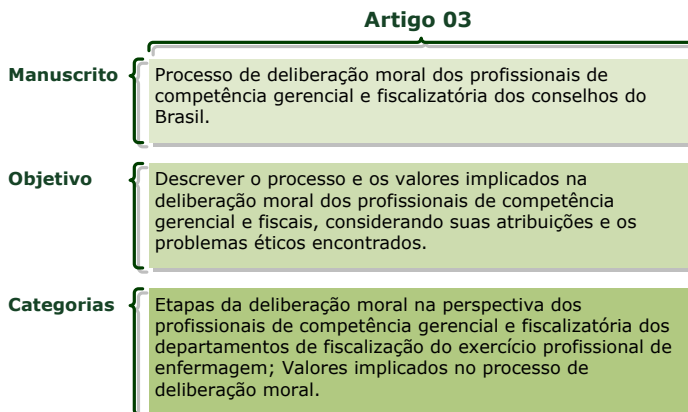 Artigo 03
Manuscrito
Processo de deliberação moral dos profissionais de
competência gerencial e fiscalizatória dos conselhos do
Brasil.
Objetivo
Descrever o processo e os valores implicados na
deliberação moral dos profissionais de competência
gerencial e fiscais, considerando suas atribuições e os
problemas éticos encontrados.
Categorias
Etapas da deliberação moral na perspectiva dos
profissionais de competência gerencial e fiscalizatória dos
departamentos de fiscalização do exercício profissional de
enfermagem; Valores implicados no processo de
deliberação moral.